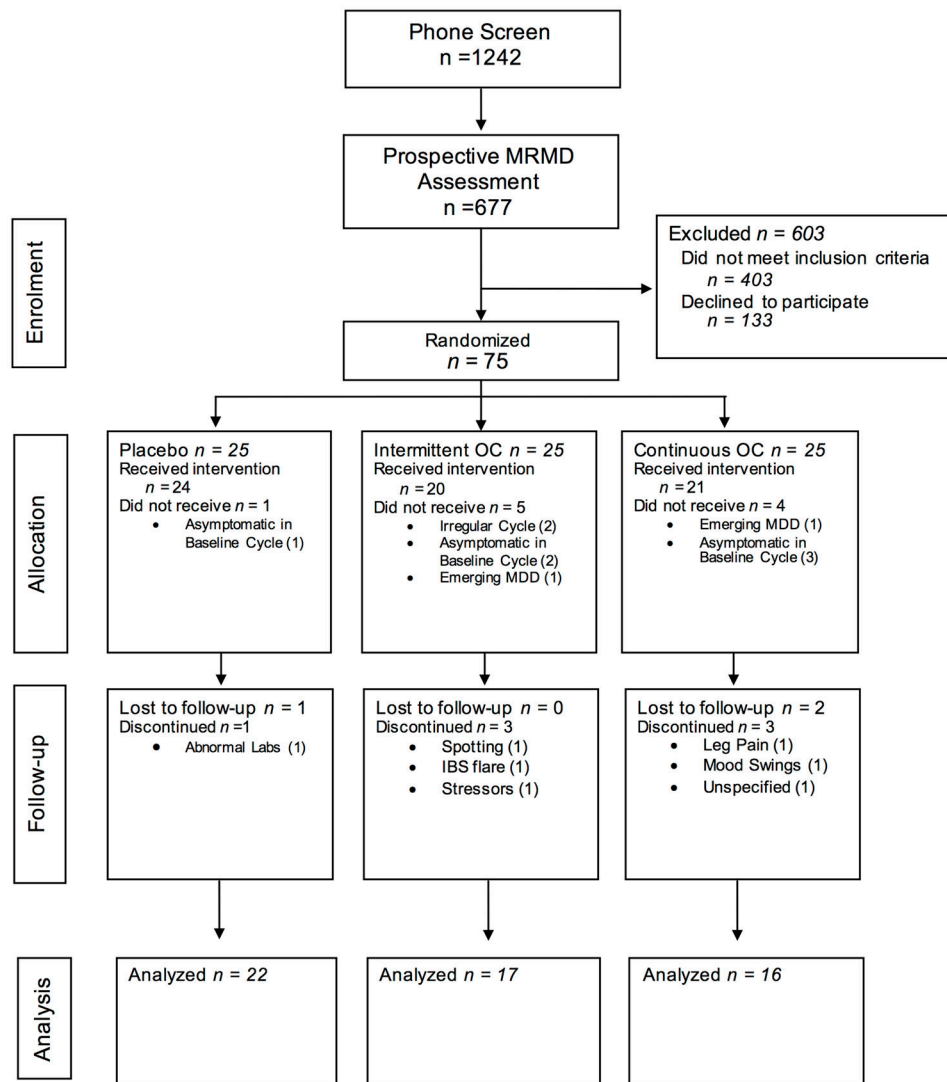 Phone Screen
n =1242
Prospective MRMD
Assessment
n =677
Enrolment
Excluded n = 603
Did not meet inclusion criteria
n = 403
Declined to participate
n = 133
Randomized
n = 75
Allocation
Placebo n = 25
Received intervention
n = 24
Did not receive n = 1
• Asymptomatic in
Baseline Cycle (1)
Intermittent OC n = 25
Received intervention
n = 20
Did not receive n = 5
• Irregular Cycle (2)
• Asymptomatic in
Baseline Cycle (2)
• Emerging MDD (1)
Continuous OC n = 25
Received intervention
n = 21
Did not receive n = 4
• Emerging MDD (1)
• Asymptomatic in
Baseline Cycle (3)
Follow-up
Lost to follow-up n = 1
Discontinued n =1
• Abnormal Labs (1)
Lost to follow-up n = 0
Discontinued n = 3
• Spotting (1)
• IBS flare (1)
• Stressors (1)
Lost to follow-up n = 2
Discontinued n = 3
• Leg Pain (1)
• Mood Swings (1)
• Unspecified (1)
Analysis
Analyzed n = 22
Analyzed n = 17
Analyzed n = 16